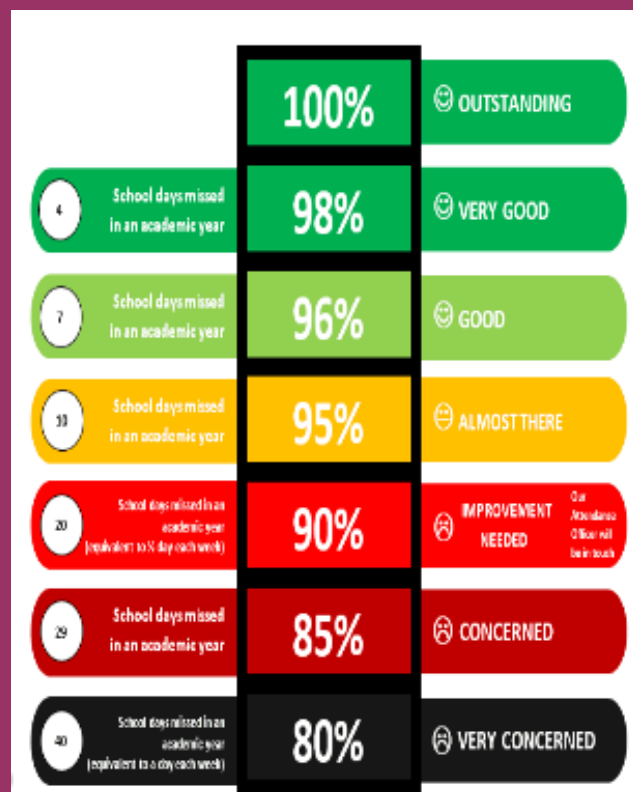 100%
☺ OUTSTANDING
4
School days missed
in an academic year
98%
☺ VERY GOOD
7
School days missed
in an academic year
96%
☺ GOOD
10
School days missed
in an academic year
95%
😐 ALMOST THERE
20
School days missed in an
academic year
(equivalent to ½ day each week)
90%
☹ IMPROVEMENT
NEEDED
Our
Attendance
Officer will
be in touch
29
School days missed
in an academic year
85%
☹ CONCERNED
40
School days missed in an
academic year
(equivalent to a day each week)
80%
☹ VERY CONCERNED